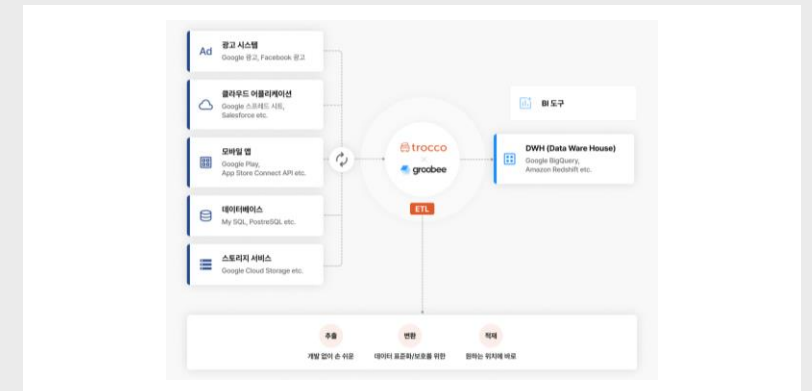 Ad
광고 시스템
Google 광고, Facebook 광고
클라우드 어플리케이션
Google 스프레드 시트,
Salesforce etc.
모바일 앱
Google Play,
App Store Connect API etc.
데이터베이스
My SQL, PostreSQL etc.
스토리지 서비스
Google Cloud Storage etc.
trocco
×
groobee
ETL
BI 도구
DWH (Data Ware House)
Google BigQuery,
Amazon Redshift etc.
추출
개발 없이 손 쉬운
변환
데이터 표준화/보호를 위한
적재
원하는 위치에 바로